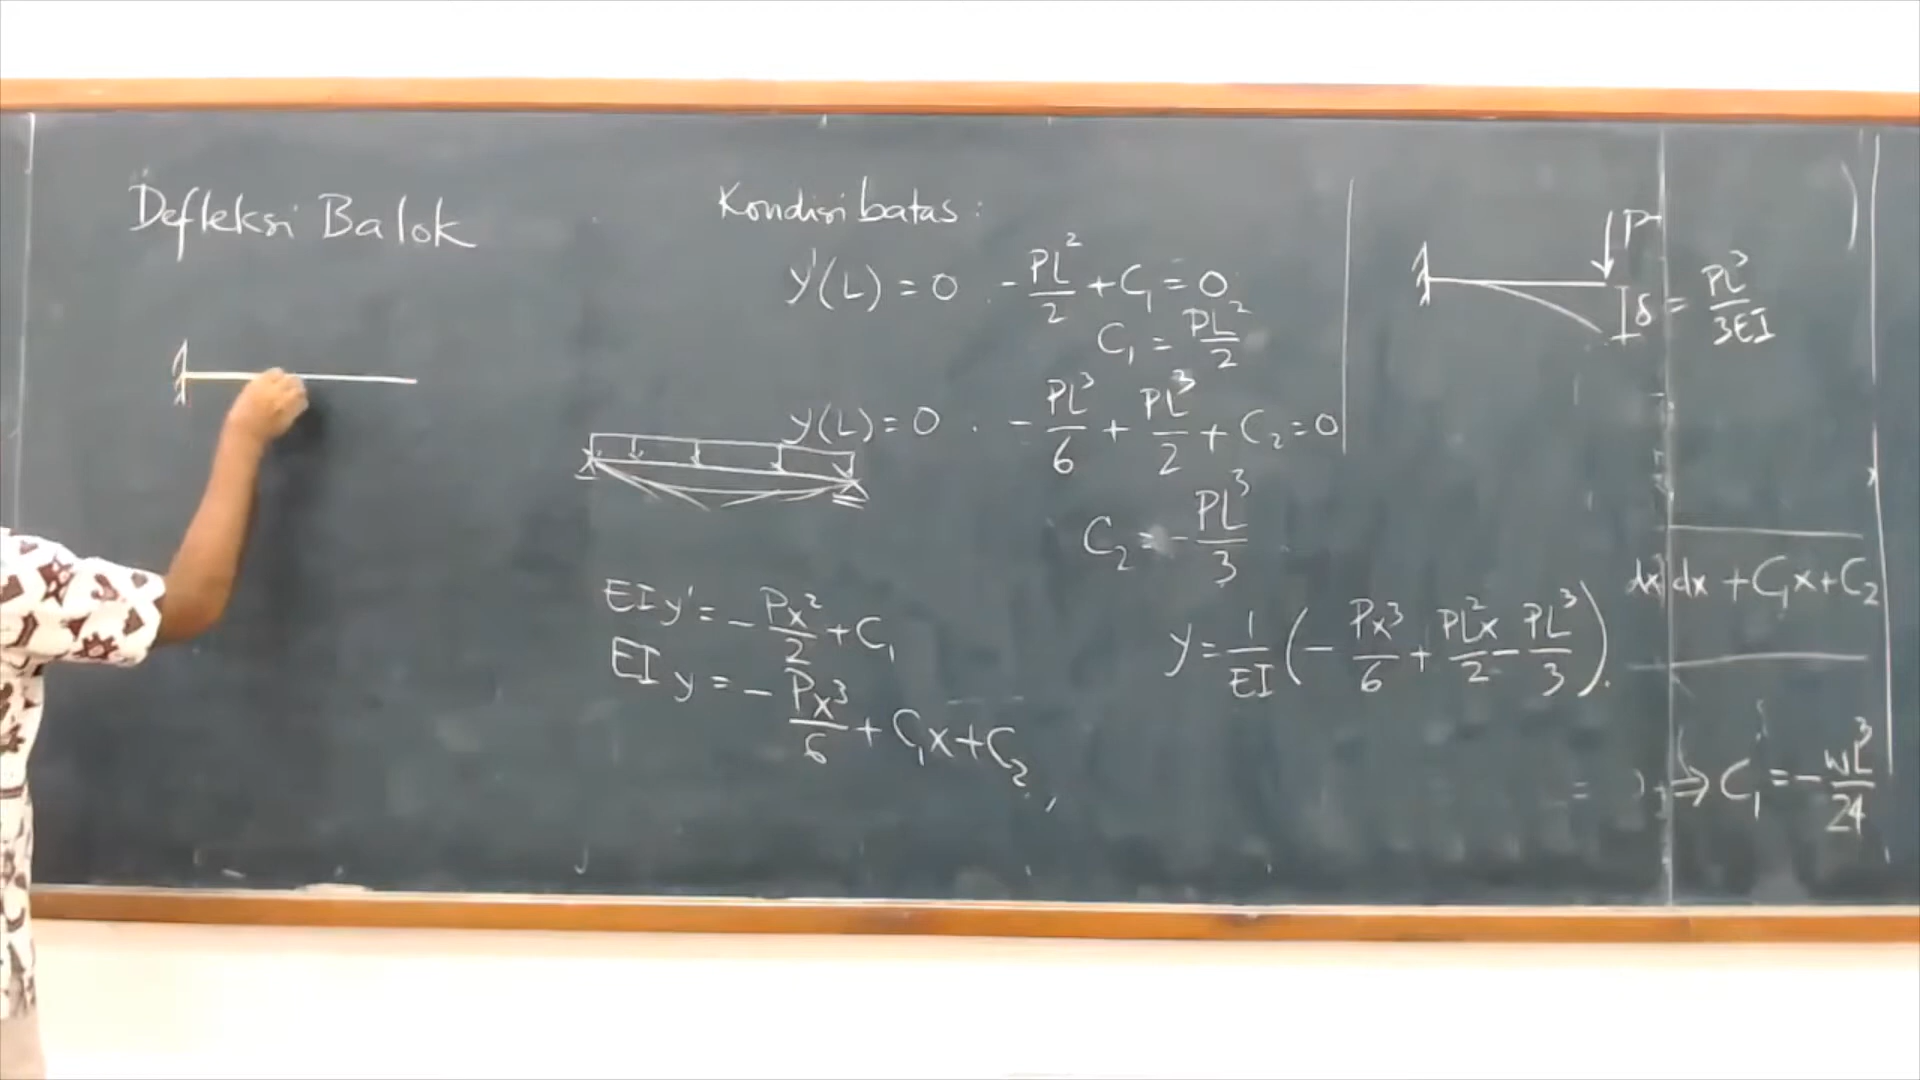 Defleksi Balok
Kondisi batas :
y'(L) = 0 . -PL²/2 + C₁ = 0
C₁ = PL²/2
y(L) = 0 . -PL³/6 + PL³/2 + C₂ = 0
C₂ = -PL³/3
EI y' = -Px²/2 + C₁
EI y = -Px³/6 + C₁x + C₂
y = 1/EI (-Px³/6 + PL²x/2 - PL³/3).
P
δ = PL³/3EI
dx) dx + C₁x + C₂
⇒ C₁ = -wL³/24